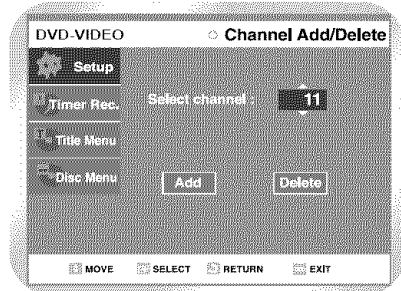 DVD-VIDEO
Channel Add/Delete
Setup
Timer Rec.
Select channel : 11
Title Menu
Disc Menu
Add Delete
MOVE SELECT RETURN EXIT